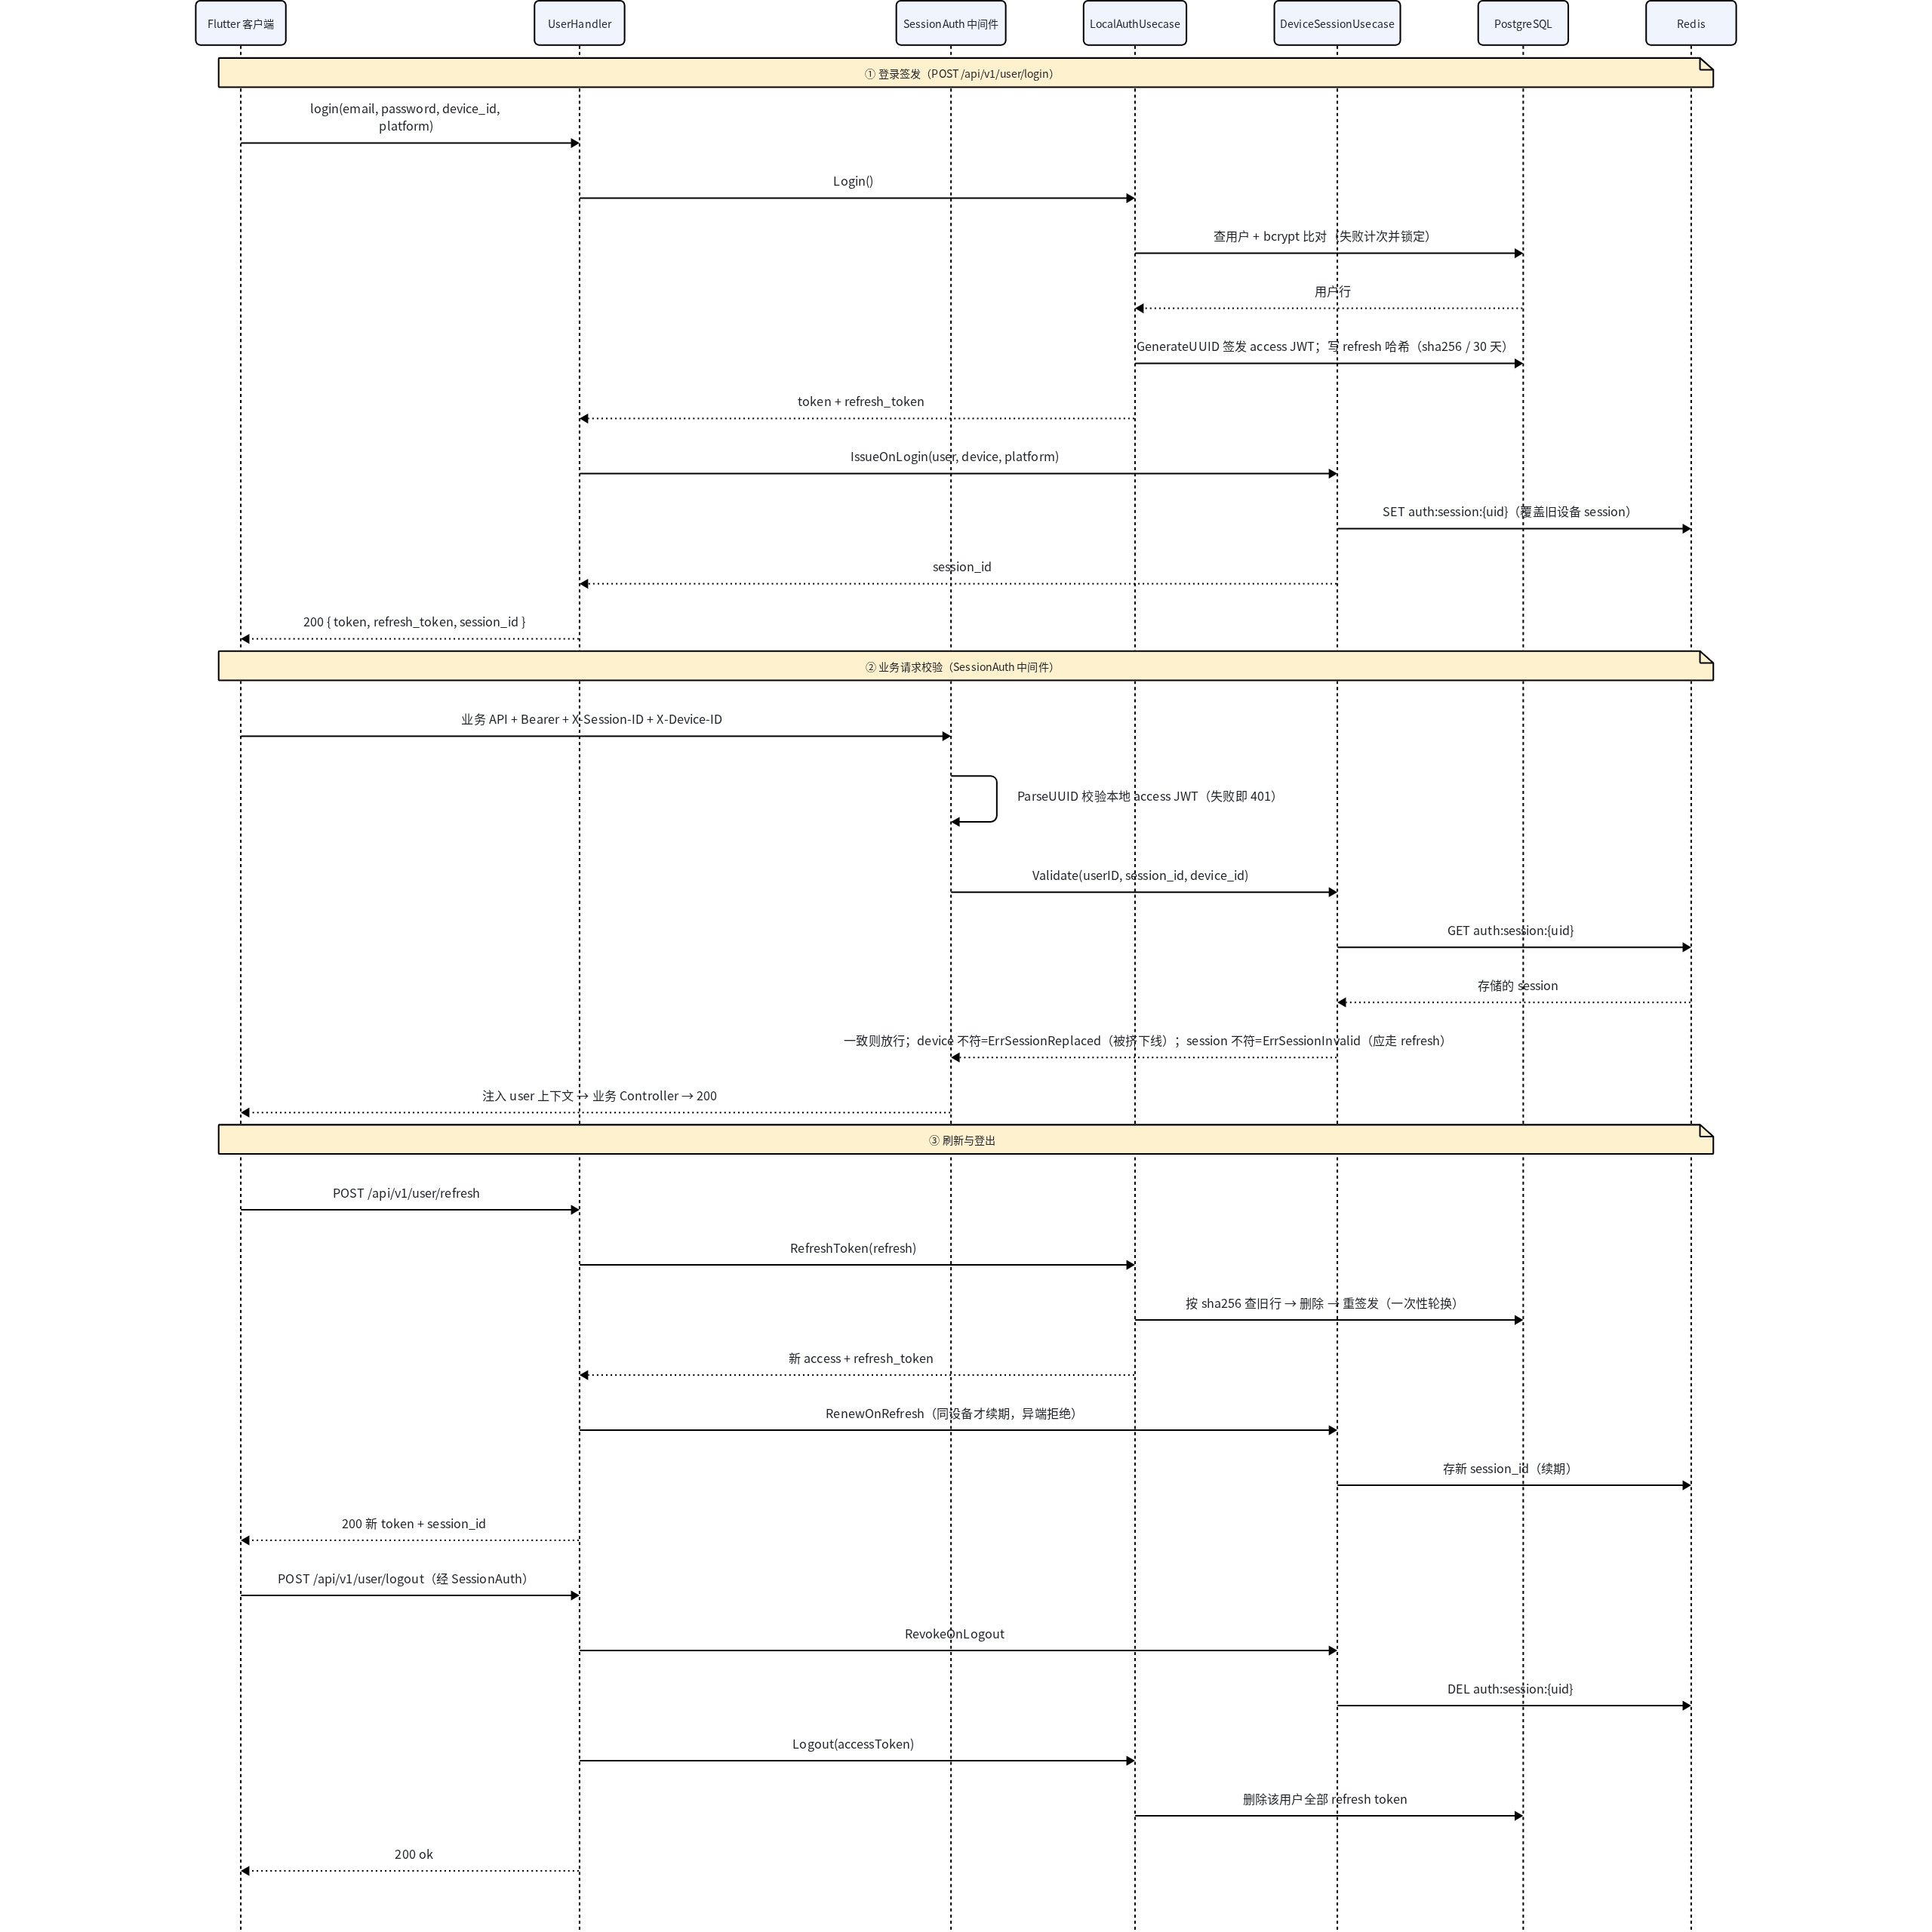 Flutter 客户端
UserHandler
SessionAuth 中间件
LocalAuthUsecase
DeviceSessionUsecase
PostgreSQL
Redis
① 登录签发（POST /api/v1/user/login）
login(email, password, device_id,
platform)
Login()
查用户 + bcrypt 比对（失败计次并锁定）
用户行
GenerateUUID 签发 access JWT；写 refresh 哈希（sha256 / 30 天）
token + refresh_token
IssueOnLogin(user, device, platform)
SET auth:session:{uid}（覆盖旧设备 session）
session_id
200 { token, refresh_token, session_id }
② 业务请求校验（SessionAuth 中间件）
业务 API + Bearer + X-Session-ID + X-Device-ID
ParseUUID 校验本地 access JWT（失败即 401）
Validate(userID, session_id, device_id)
GET auth:session:{uid}
存储的 session
一致则放行；device 不符=ErrSessionReplaced（被挤下线）；session 不符=ErrSessionInvalid（应走 refresh）
注入 user 上下文 → 业务 Controller → 200
③ 刷新与登出
POST /api/v1/user/refresh
RefreshToken(refresh)
按 sha256 查旧行 → 删除 → 重签发（一次性轮换）
新 access + refresh_token
RenewOnRefresh（同设备才续期，异端拒绝）
存新 session_id（续期）
200 新 token + session_id
POST /api/v1/user/logout（经 SessionAuth）
RevokeOnLogout
DEL auth:session:{uid}
Logout(accessToken)
删除该用户全部 refresh token
200 ok